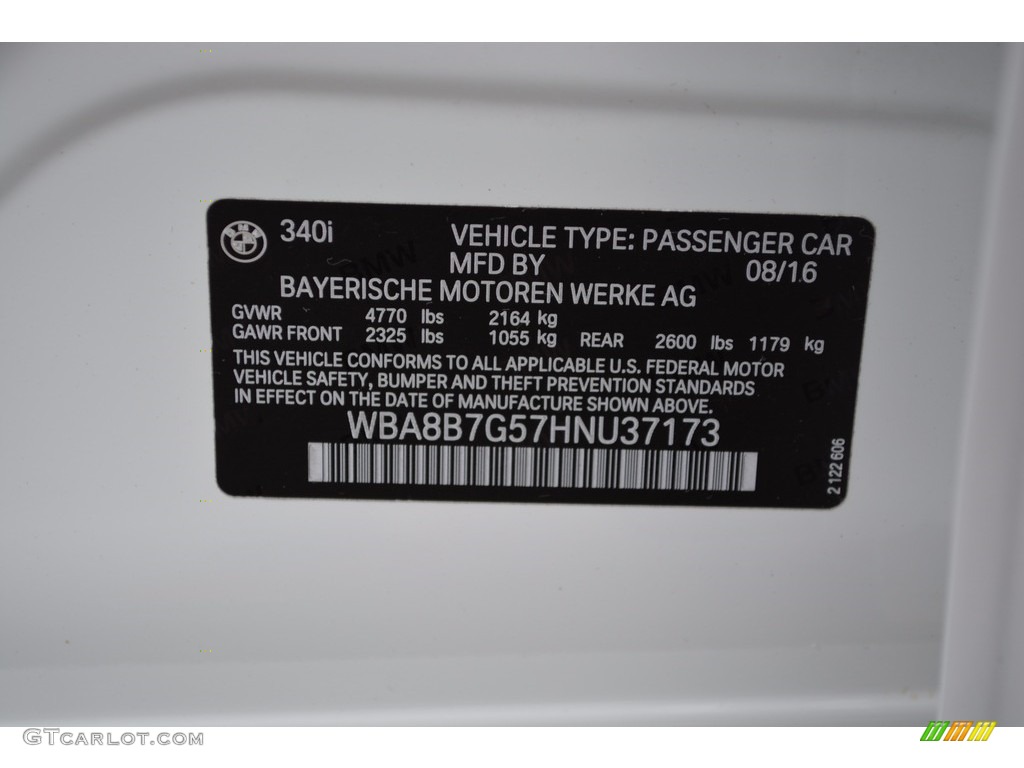 340i
VEHICLE TYPE: PASSENGER CAR
MFD BY
08/16
BAYERISCHE MOTOREN WERKE AG
GVWR 4770 lbs 2164 kg
GAWR FRONT 2325 lbs 1055 kg REAR 2600 lbs 1179 kg
THIS VEHICLE CONFORMS TO ALL APPLICABLE U.S. FEDERAL MOTOR
VEHICLE SAFETY, BUMPER AND THEFT PREVENTION STANDARDS
IN EFFECT ON THE DATE OF MANUFACTURE SHOWN ABOVE.
WBA8B7G57HNU37173
2 122 606
GTCarLot.com